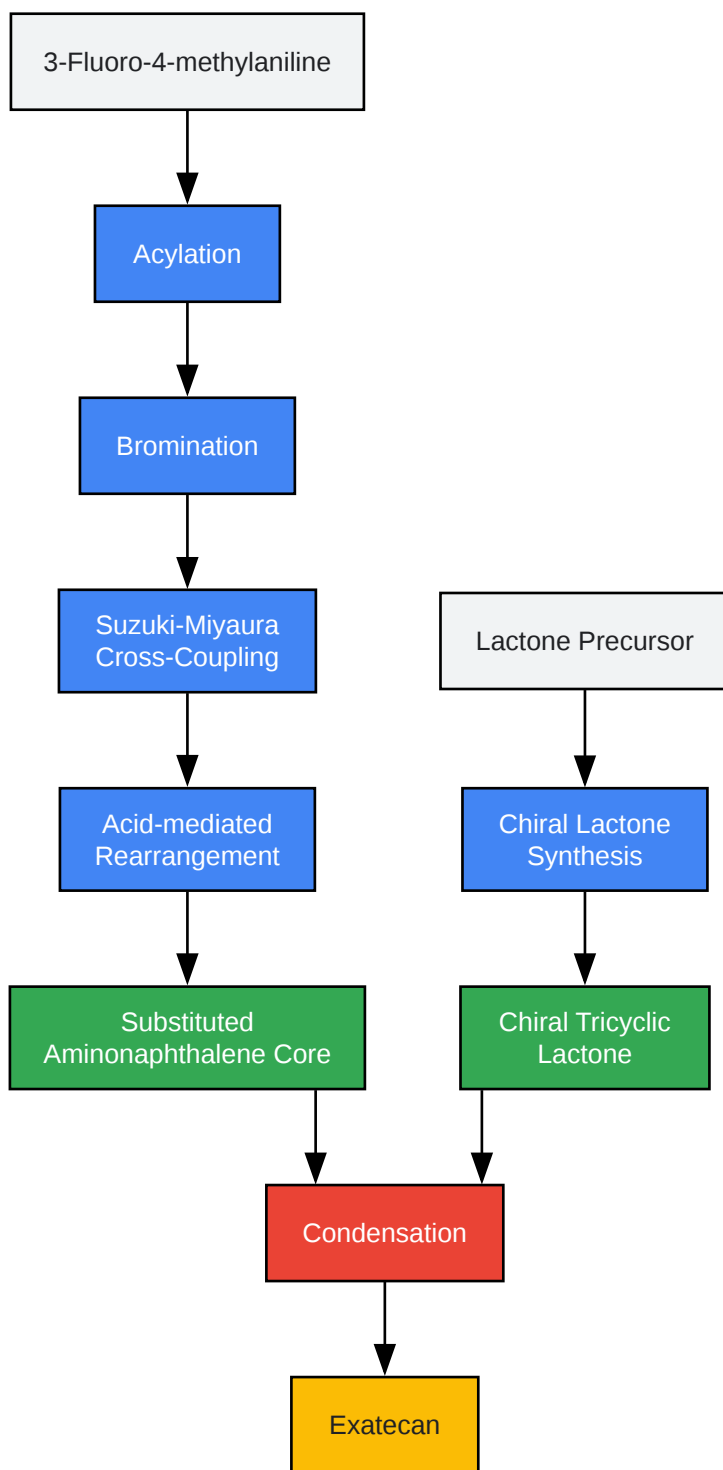 3-Fluoro-4-methylaniline
Acylation
Bromination
Suzuki-Miyaura
Cross-Coupling
Lactone Precursor
Acid-mediated
Rearrangement
Chiral Lactone
Synthesis
Substituted
Aminonaphthalene Core
Chiral Tricyclic
Lactone
Condensation
Exatecan